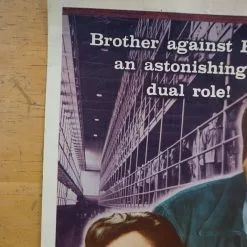 Brother against
an astonishing
dual role!